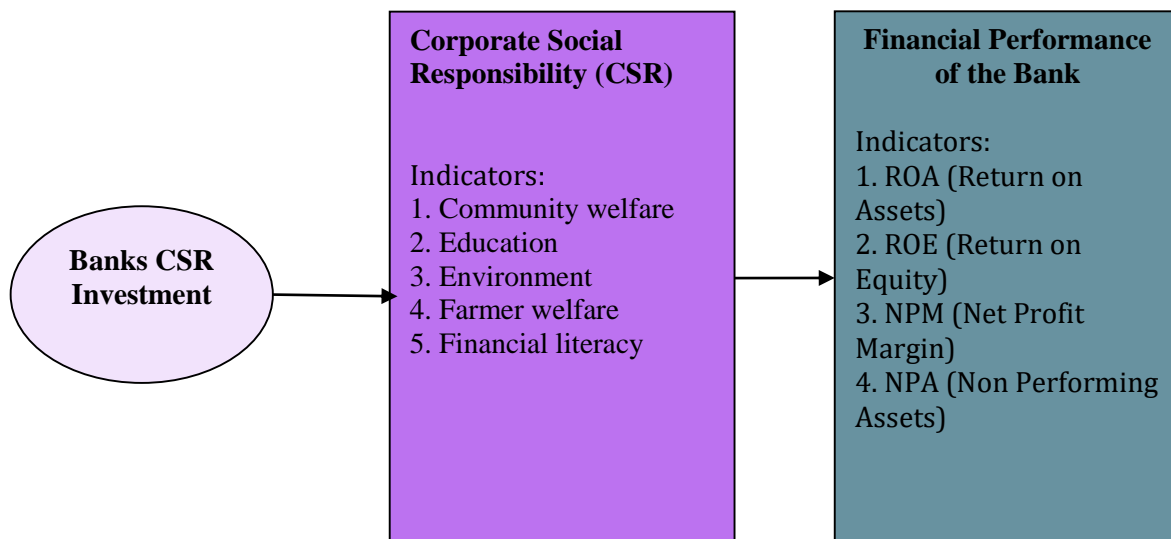 Banks CSR
Investment
Corporate Social
Responsibility (CSR)
Indicators:
1. Community welfare
2. Education
3. Environment
4. Farmer welfare
5. Financial literacy
Financial Performance
of the Bank
Indicators:
1. ROA (Return on
Assets)
2. ROE (Return on
Equity)
3. NPM (Net Profit
Margin)
4. NPA (Non Performing
Assets)